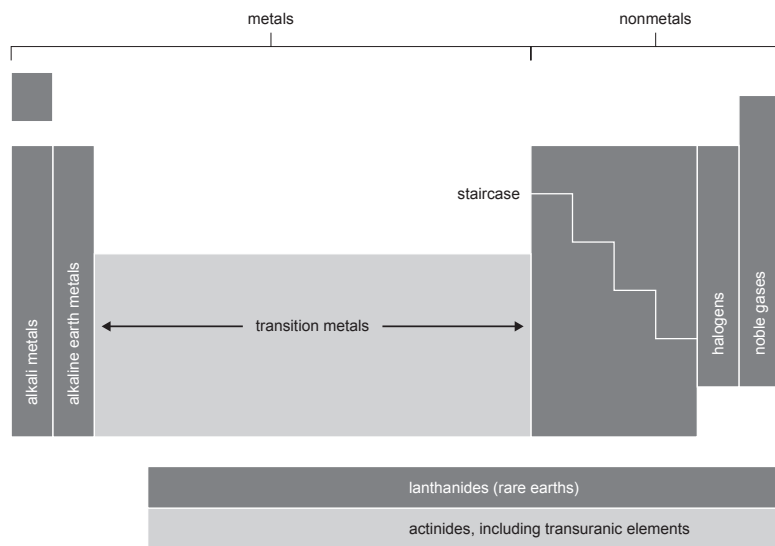 metals
nonmetals
staircase
transition metals
alkali metals
alkaline earth metals
halogens
noble gases
lanthanides (rare earths)
actinides, including transuranic elements